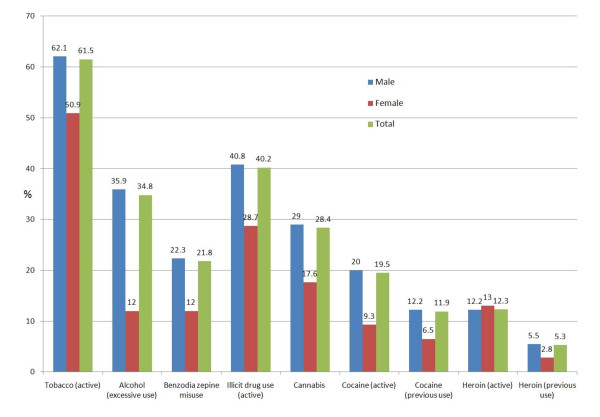 70
60
50
40
30
20
10
0
%
62.1
50.9
61.5
35.9
12
34.8
22.3
12
21.8
40.8
28.7
40.2
29
17.6
28.4
20
9.3
19.5
12.2
6.5
11.9
12.2
13
12.3
5.5
2.8
5.3
Male
Female
Total
Tobacco (active)
Alcohol
(excessive use)
Benzodia zepine
misuse
Illicit drug use
(active)
Cannabis
Cocaine (active)
Cocaine
(previous use)
Heroin (active)
Heroin (previous
use)